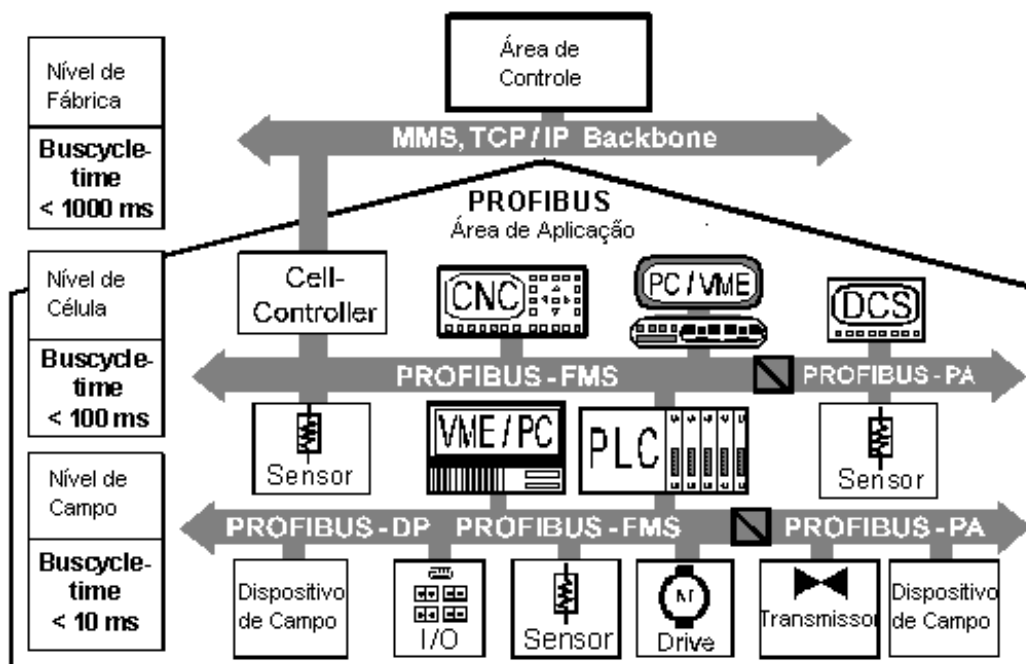 Nível de
Fábrica
Buscycle-
time
< 1000 ms
Área de
Controle
MMS, TCP/IP Backbone
PROFIBUS
Área de Aplicação
Nível de
Célula
Buscycle-
time
< 100 ms
Cell-
Controller
CNC
PC / VME
DCS
PROFIBUS - FMS
PROFIBUS - PA
Sensor
VME / PC
PLC
Sensor
Nível de
Campo
Buscycle-
time
< 10 ms
PROFIBUS - DP PROFIBUS - FMS
PROFIBUS - PA
Dispositivo
de Campo
I/O
Sensor
Drive
Transmissor
Dispositivo
de Campo